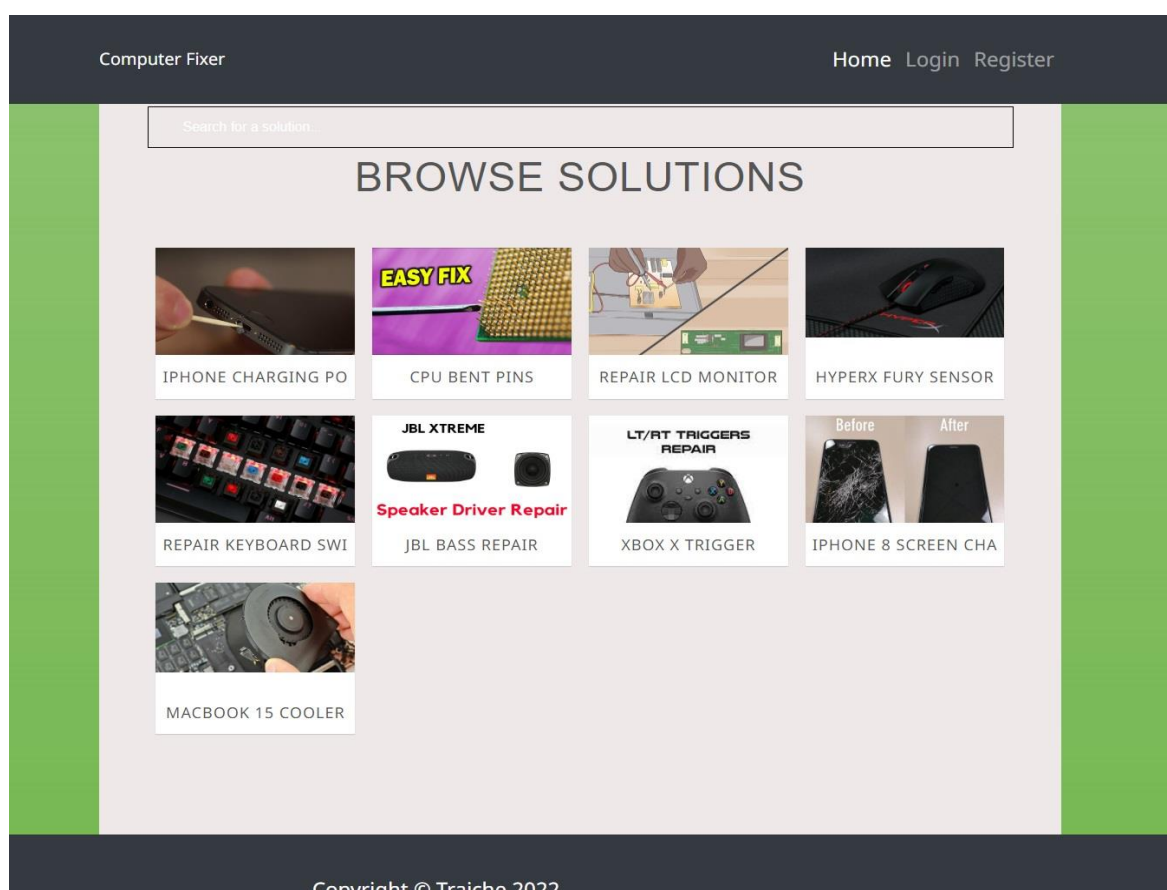 Computer Fixer
Home Login Register
Search for a solution...
BROWSE SOLUTIONS
EASY FIX
IPHONE CHARGING PO
CPU BENT PINS
REPAIR LCD MONITOR
HYPERX FURY SENSOR
JBL XTREME
Speaker Driver Repair
LT/RT TRIGGERS
REPAIR
Before After
REPAIR KEYBOARD SWI
JBL BASS REPAIR
XBOX X TRIGGER
IPHONE 8 SCREEN CHA
MACBOOK 15 COOLER
Copyright © Trajche 2022